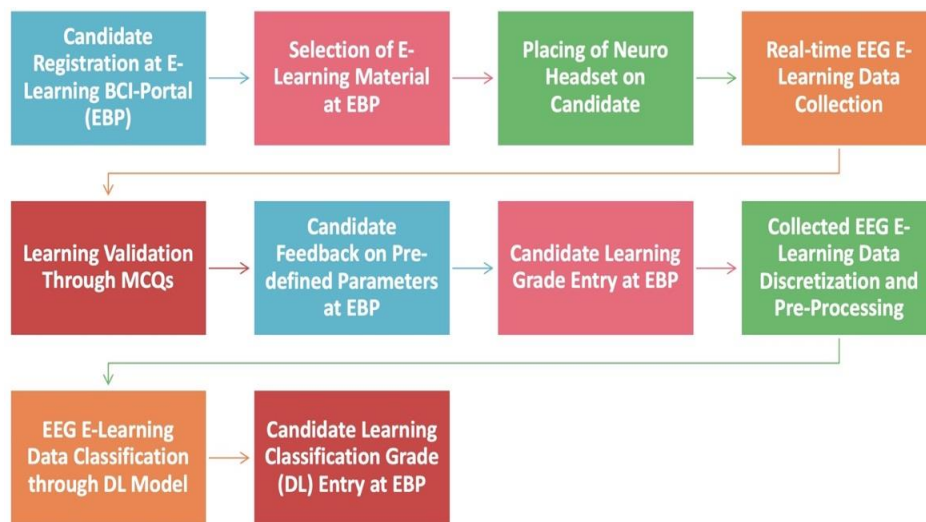 Candidate
Registration at E-
Learning BCI-Portal
(EBP)
Selection of E-
Learning Material
at EBP
Placing of Neuro
Headset on
Candidate
Real-time EEG E-
Learning Data
Collection
Learning Validation
Through MCQs
Candidate
Feedback on Pre-
defined Parameters
at EBP
Candidate Learning
Grade Entry at EBP
Collected EEG E-
Learning Data
Discretization and
Pre-Processing
EEG E-Learning
Data Classification
through DL Model
Candidate Learning
Classification Grade
(DL) Entry at EBP